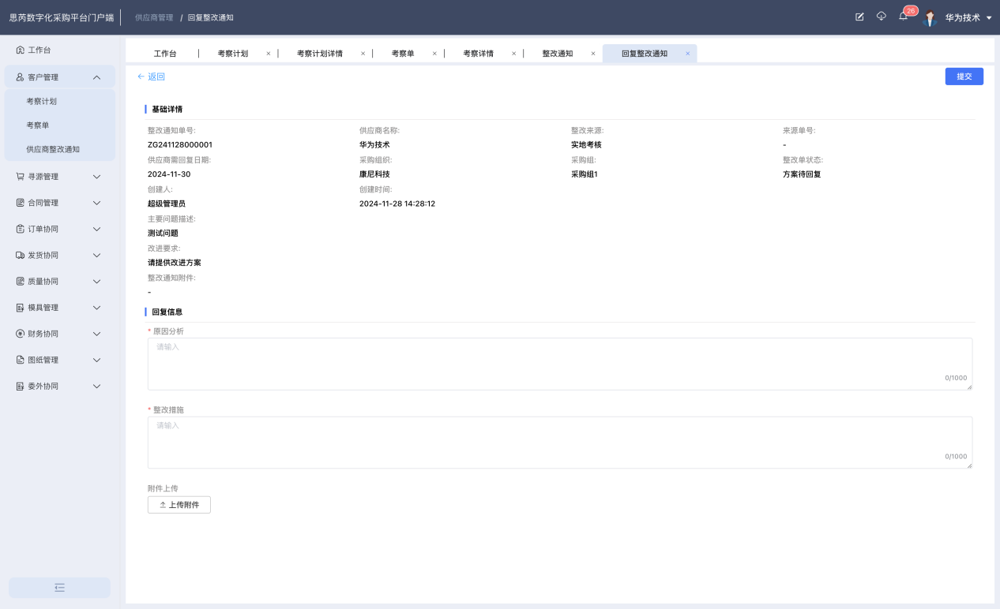 思芮数字化采购平台门户端
供应商管理 / 回复整改通知
26
华为技术
工作台
客户管理
考察计划
考察单
供应商整改通知
寻源管理
合同管理
订单协同
发货协同
质量协同
模具管理
财务协同
图纸管理
委外协同
工作台 考察计划 × 考察计划详情 × 考察单 × 考察详情 × 整改通知 × 回复整改通知 ×
返回
提交
基础详情
整改通知单号: 供应商名称: 整改来源: 来源单号:
ZG241128000001 华为技术 实地考核 -
供应商需回复日期: 采购组织: 采购组: 整改单状态:
2024-11-30 康尼科技 采购组1 方案待回复
创建人: 创建时间:
超级管理员 2024-11-28 14:28:12
主要问题描述:
测试问题
改进要求:
请提供改进方案
整改通知附件:
-
回复信息
* 原因分析
请输入
0/1000
* 整改措施
请输入
0/1000
附件上传
上传附件